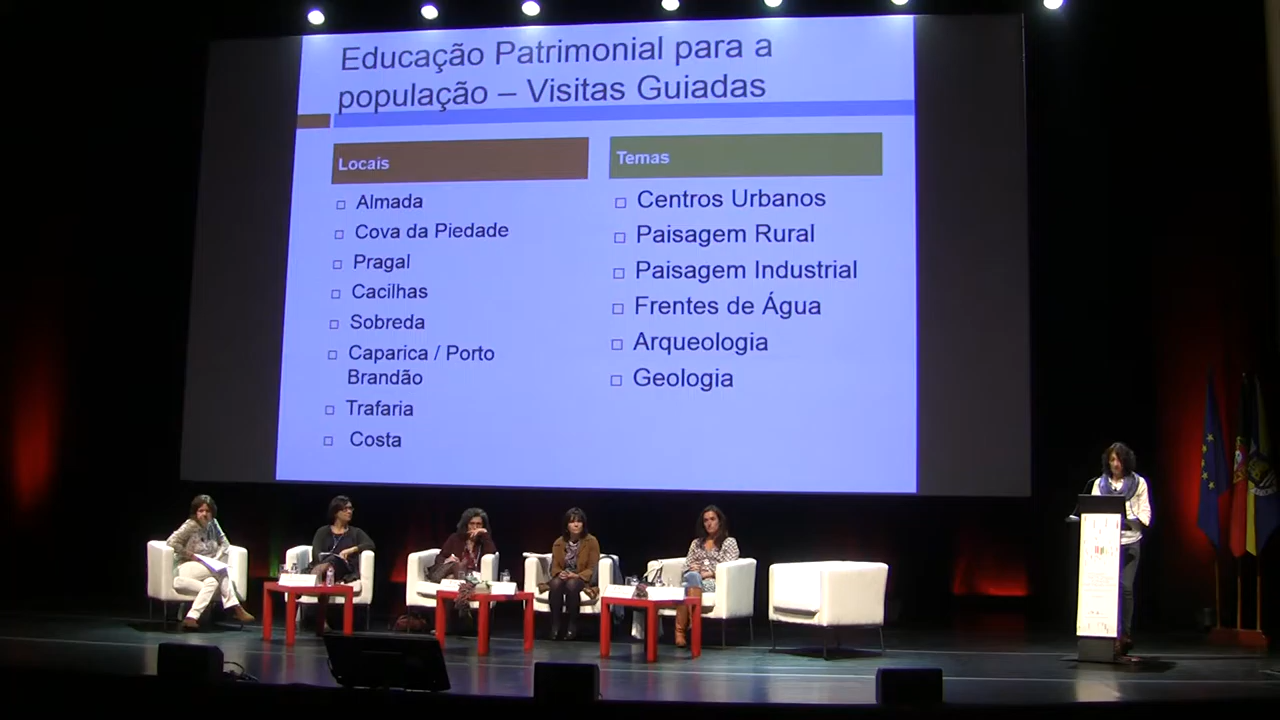 Educação Patrimonial para a
população – Visitas Guiadas
Locais
Almada
Cova da Piedade
Pragal
Cacilhas
Sobreda
Caparica / Porto
Brandão
Trafaria
Costa
Temas
Centros Urbanos
Paisagem Rural
Paisagem Industrial
Frentes de Água
Arqueologia
Geologia